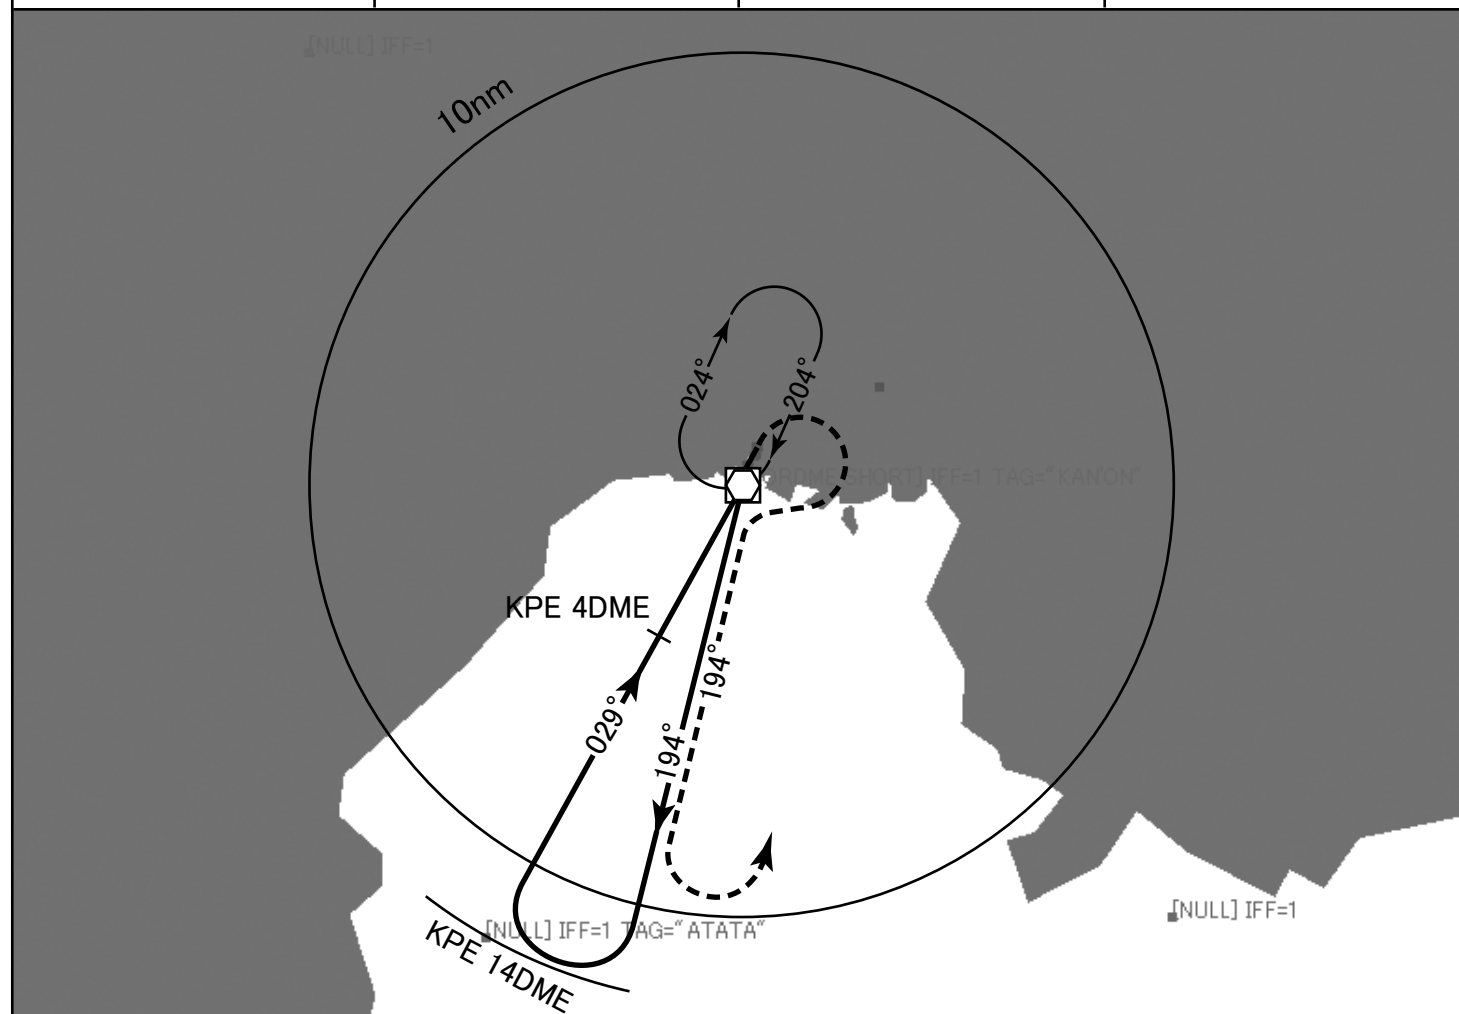 [NULL] IFF=1
10nm
024°
204°
ORDME SHORT] IFF=1 TAG="KAN'ON"
KPE 4DME
194°
029°
194°
[NULL] IFF=1
[NULL] IFF=1 TAG="ATATA"
KPE 14DME